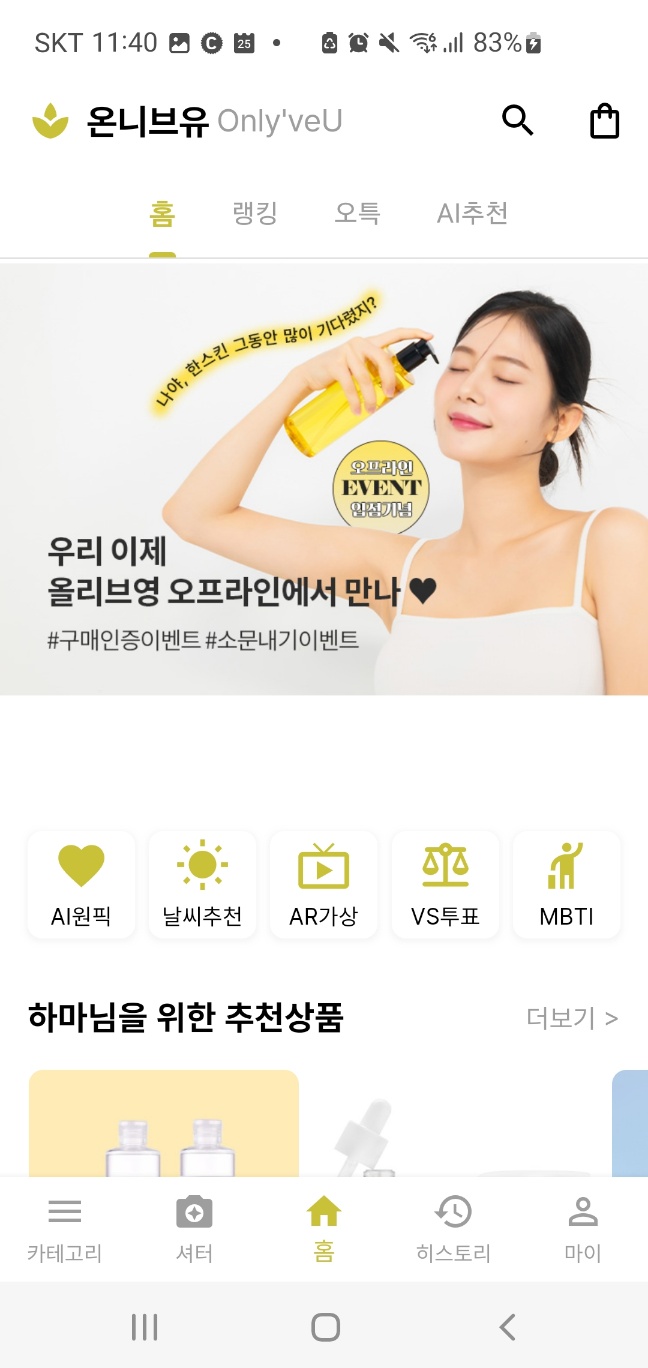 SKT 11:40 25 83%
온니브유 Only'veU
홈 랭킹 오특 AI추천
나야, 한스킨 그동안 많이 기다렸지?
오프라인
EVENT
입점기념
우리 이제
올리브영 오프라인에서 만나♥
#구매인증이벤트 #소문내기이벤트
AI원픽 날씨추천 AR가상 VS투표 MBTI
하마님을 위한 추천상품 더보기 >
카테고리 셔터 홈 히스토리 마이